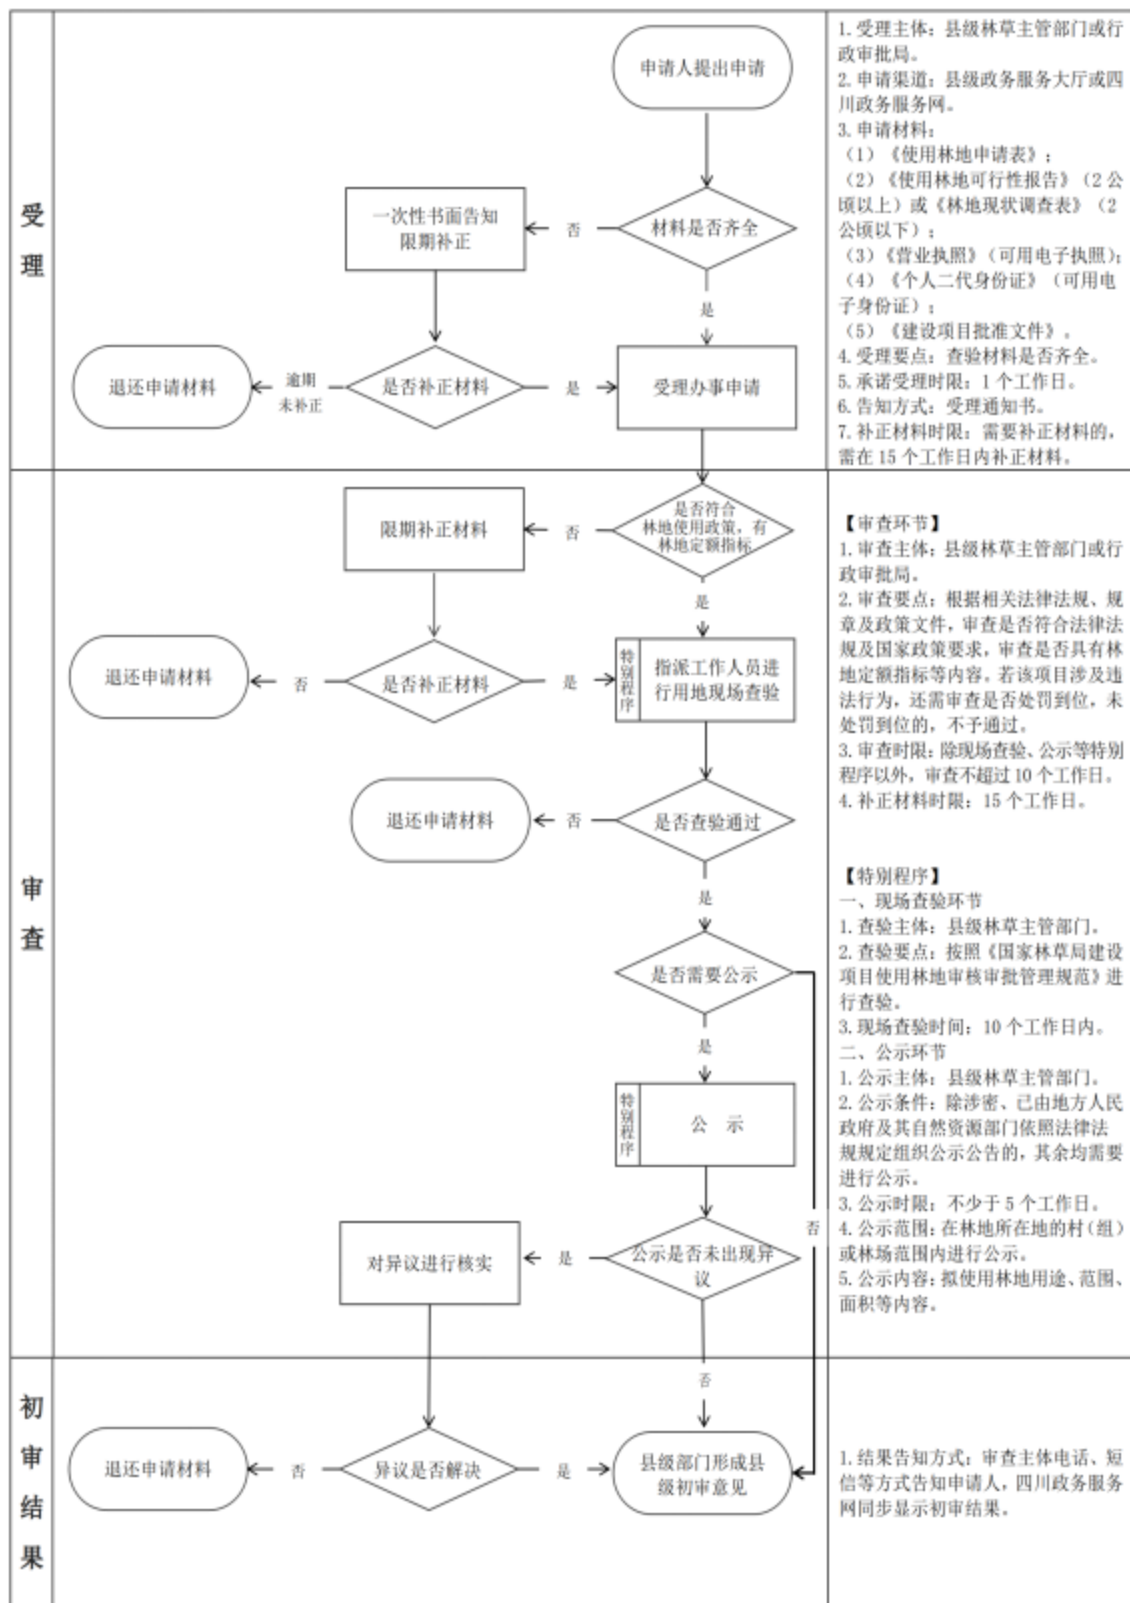 受理
申请人提出申请
材料是否齐全
否
一次性书面告知
限期补正
是
是否补正材料
逾期
未补正
退还申请材料
是
受理办事申请
1.受理主体：县级林草主管部门或行
政审批局。
2.申请渠道：县级政务服务大厅或四
川政务服务网。
3.申请材料：
（1）《使用林地申请表》；
（2）《使用林地可行性报告》（2公
顷以上）或《林地现状调查表》（2
公顷以下）；
（3）《营业执照》（可用电子执照）；
（4）《个人二代身份证》（可用电
子身份证）；
（5）《建设项目批准文件》。
4.受理要点：查验材料是否齐全。
5.承诺受理时限：1个工作日。
6.告知方式：受理通知书。
7.补正材料时限：需要补正材料的，
需在15个工作日内补正材料。
审查
是否符合
林地使用政策，有
林地定额指标
否
限期补正材料
是
是否补正材料
否
退还申请材料
是
特别程序
指派工作人员进
行用地现场查验
是否查验通过
否
退还申请材料
是
是否需要公示
是
否
特别程序
公 示
公示是否未出现异
议
是
对异议进行核实
否
【审查环节】
1.审查主体：县级林草主管部门或行
政审批局。
2.审查要点：根据相关法律法规、规
章及政策文件，审查是否符合法律法
规及国家政策要求，审查是否具有林
地定额指标等内容。若该项目涉及违
法行为，还需审查是否处罚到位，未
处罚到位的，不予通过。
3.审查时限：除现场查验、公示等特别
程序以外，审查不超过10个工作日。
4.补正材料时限：15个工作日。
【特别程序】
一、现场查验环节
1.查验主体：县级林草主管部门。
2.查验要点：按照《国家林草局建设
项目使用林地审核审批管理规范》进
行查验。
3.现场查验时间：10个工作日内。
二、公示环节
1.公示主体：县级林草主管部门。
2.公示条件：除涉密、已由地方人民
政府及其自然资源部门依照法律法
规规定组织公示公告的，其余均需要
进行公示。
3.公示时限：不少于5个工作日。
4.公示范围：在林地所在地的村（组）
或林场范围内进行公示。
5.公示内容：拟使用林地用途、范围、
面积等内容。
初审结果
异议是否解决
否
退还申请材料
是
县级部门形成县
级初审意见
1.结果告知方式：审查主体电话、短
信等方式告知申请人，四川政务服务
网同步显示初审结果。